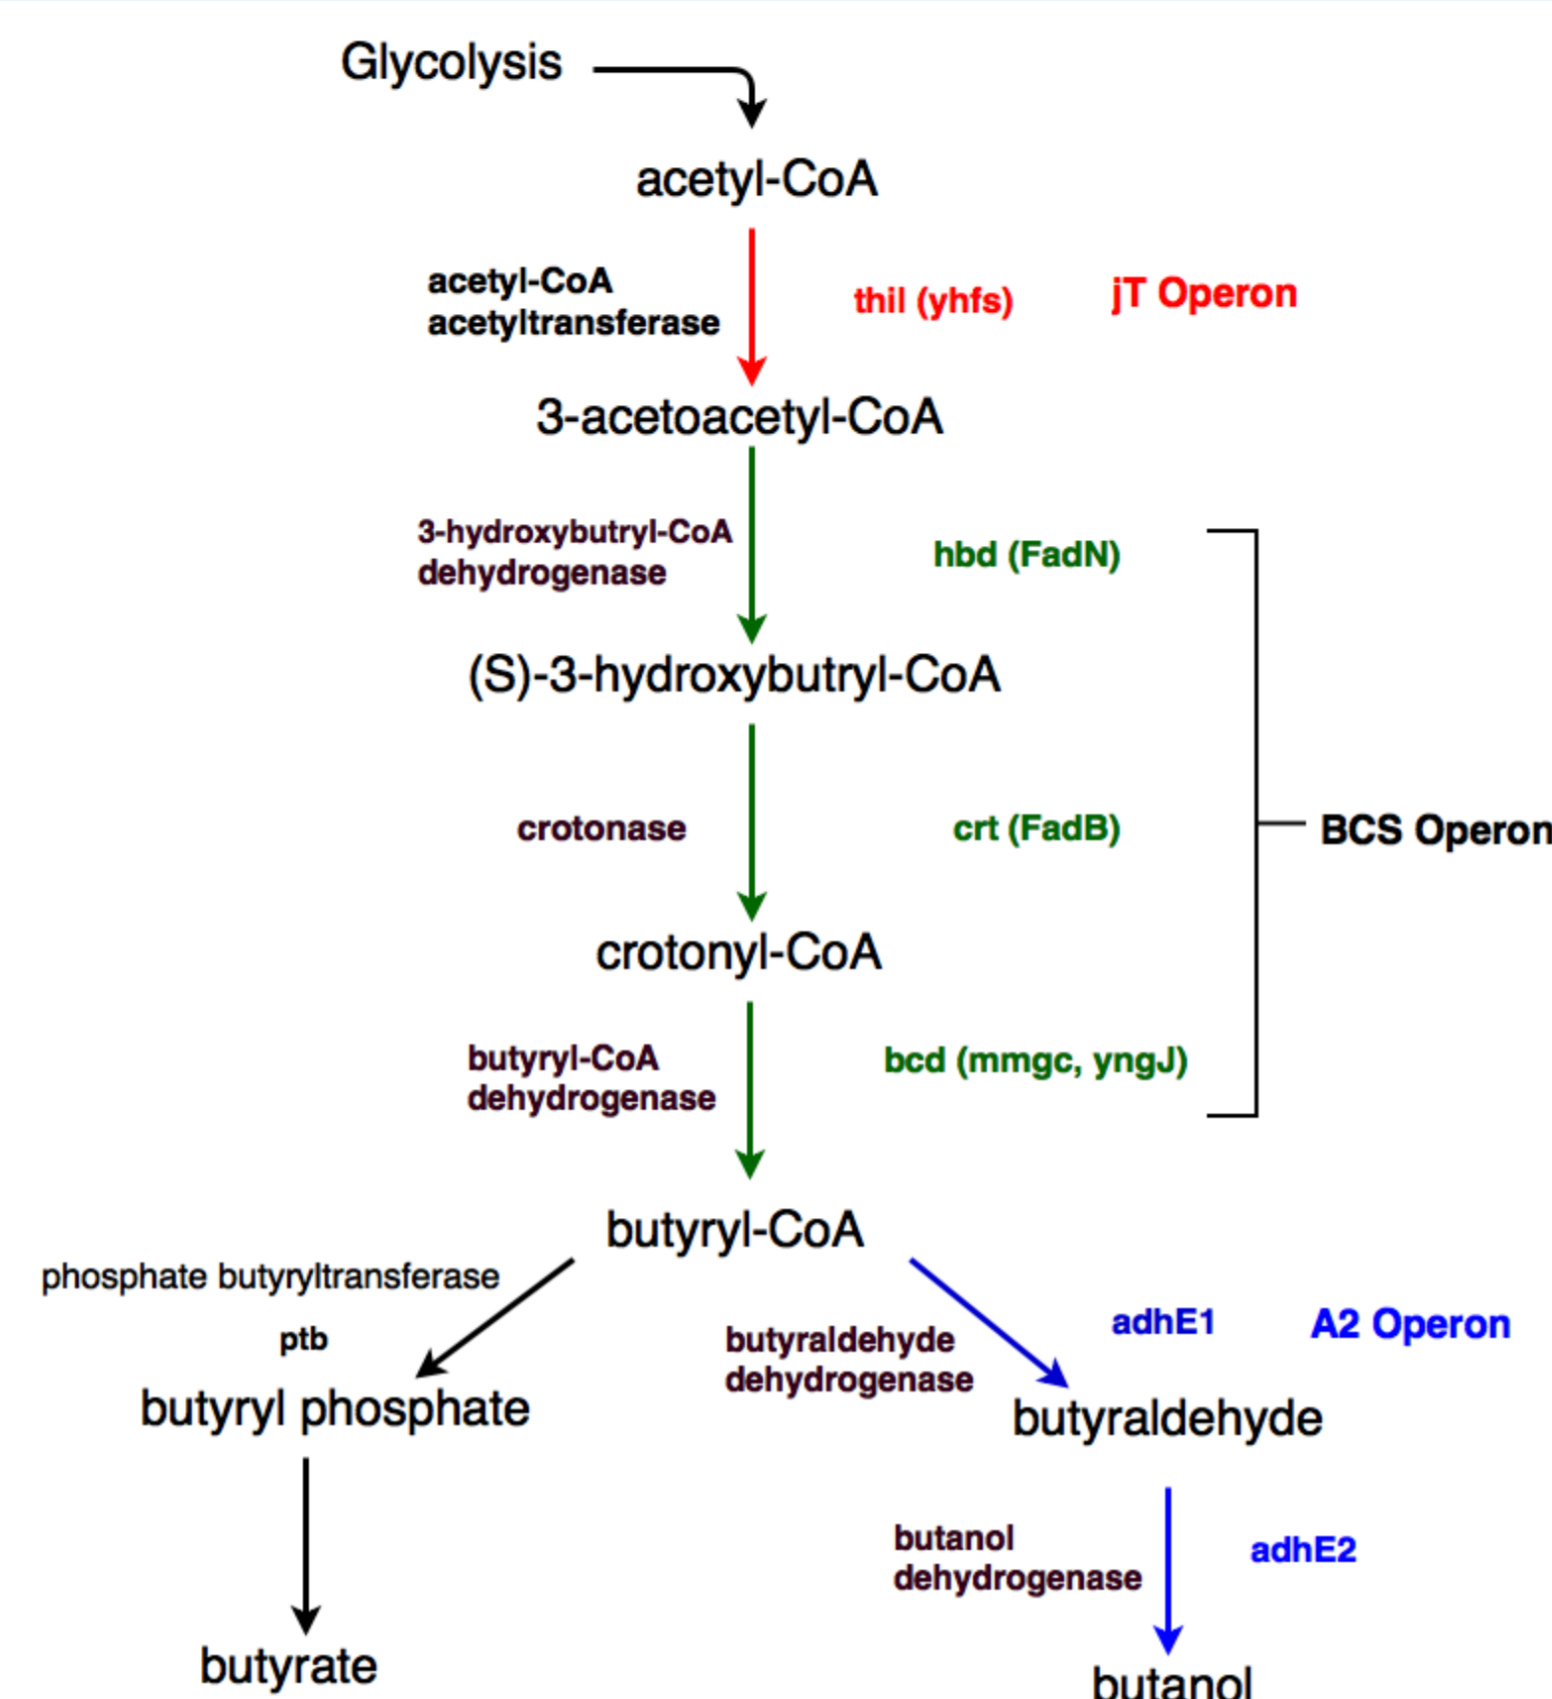 Glycolysis
acetyl-CoA
acetyl-CoA
acetyltransferase
thil (yhfs)
jT Operon
3-acetoacetyl-CoA
3-hydroxybutryl-CoA
dehydrogenase
hbd (FadN)
(S)-3-hydroxybutryl-CoA
crotonase
crt (FadB)
BCS Operon
crotonyl-CoA
butyryl-CoA
dehydrogenase
bcd (mmgc, yngJ)
butyryl-CoA
phosphate butyryltransferase
ptb
butyraldehyde
dehydrogenase
adhE1
A2 Operon
butyryl phosphate
butyraldehyde
butanol
dehydrogenase
adhE2
butyrate
butanol